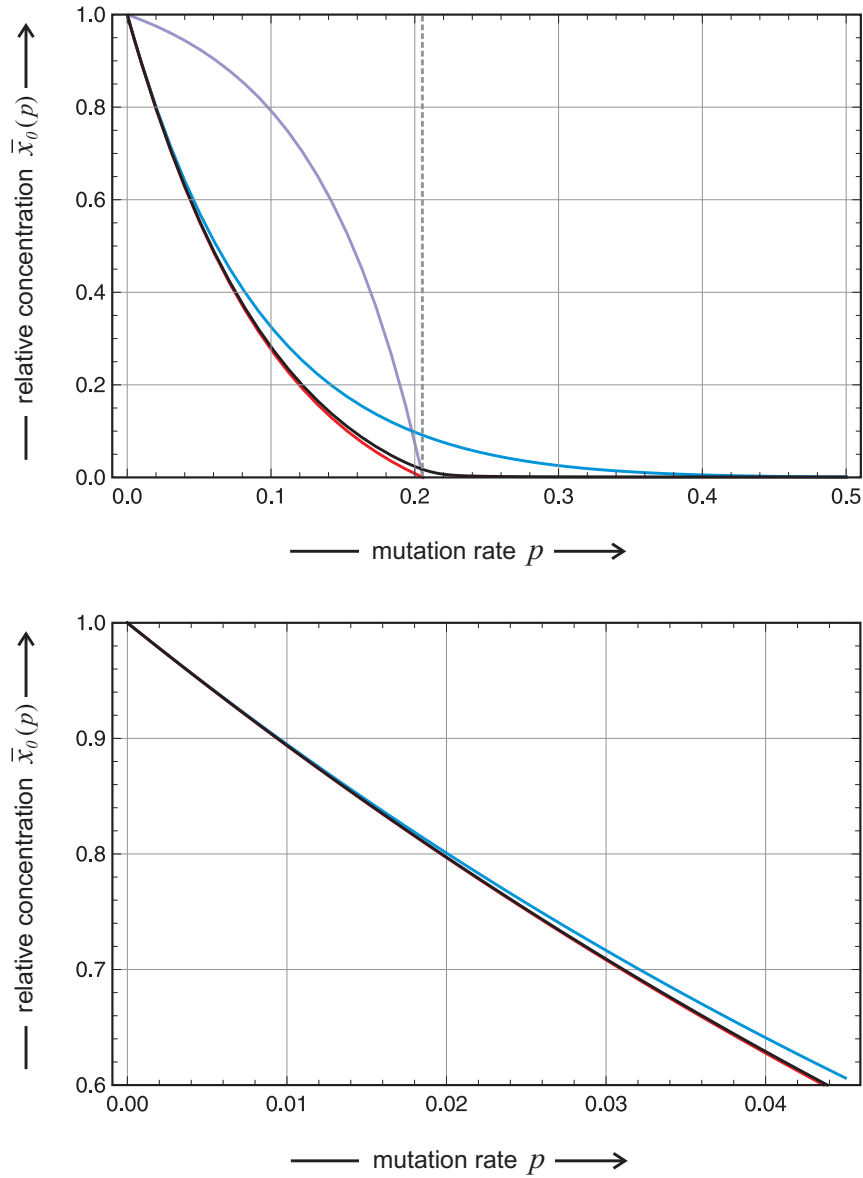 relative concentration x̄₀(p)
1.0
0.8
0.6
0.4
0.2
0.0
0.0 0.1 0.2 0.3 0.4 0.5
mutation rate p
relative concentration x̄₀(p)
1.0
0.9
0.8
0.7
0.6
0.00 0.01 0.02 0.03 0.04
mutation rate p